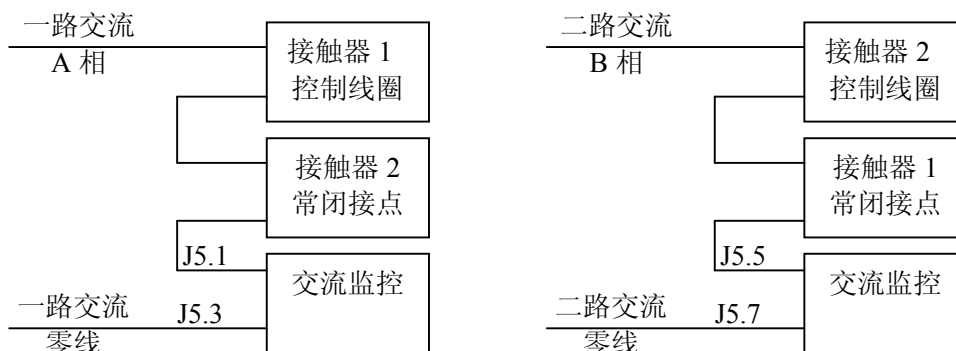 一路交流
A 相
接触器 1
控制线圈
接触器 2
常闭接点
J5.1
交流监控
一路交流
J5.3
零线
二路交流
B 相
接触器 2
控制线圈
接触器 1
常闭接点
J5.5
交流监控
二路交流
J5.7
零线